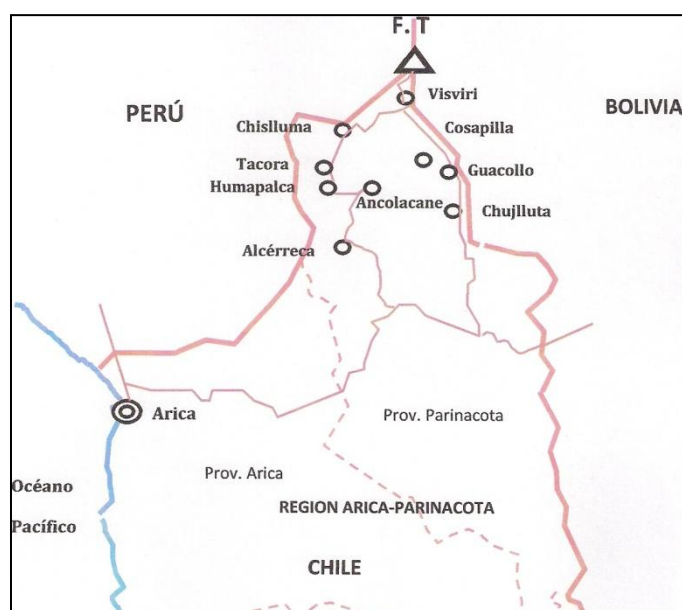 F. T
Visviri
PERÚ
BOLIVIA
Chislluma
Cosapilla
Tacora
Guacollo
Humapalca
Ancolacane
Chujlluta
Alcérreca
Arica
Prov. Parinacota
Prov. Arica
Océano
REGION ARICA-PARINACOTA
Pacífico
CHILE